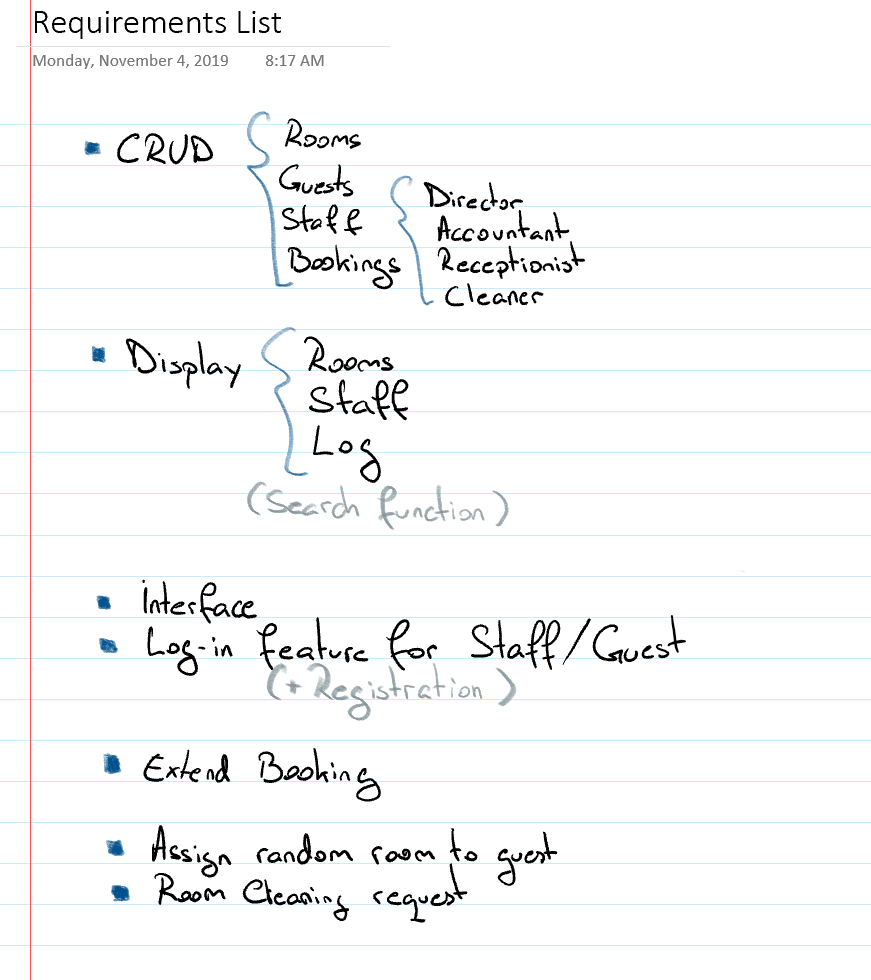 Requirements List
Monday, November 4, 2019 8:17 AM
CRUD
Rooms
Guests
Staff
Bookings
Director
Accountant
Receptionist
Cleaner
Display
Rooms
Staff
Log
(Search function)
Interface
Log-in feature for Staff/Guest
(+ Registration)
Extend Booking
Assign random room to guest
Room Cleaning request